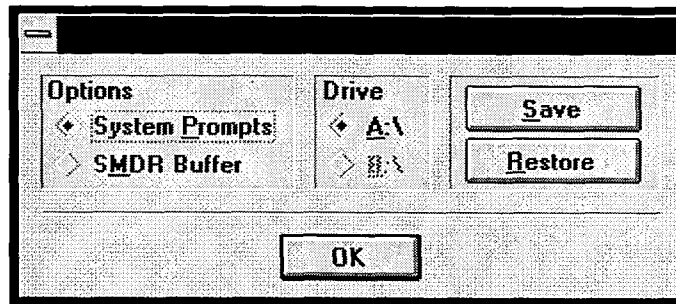 Options
System Prompts
SMDR Buffer
Drive
A:\
B:\
Save
Restore
OK